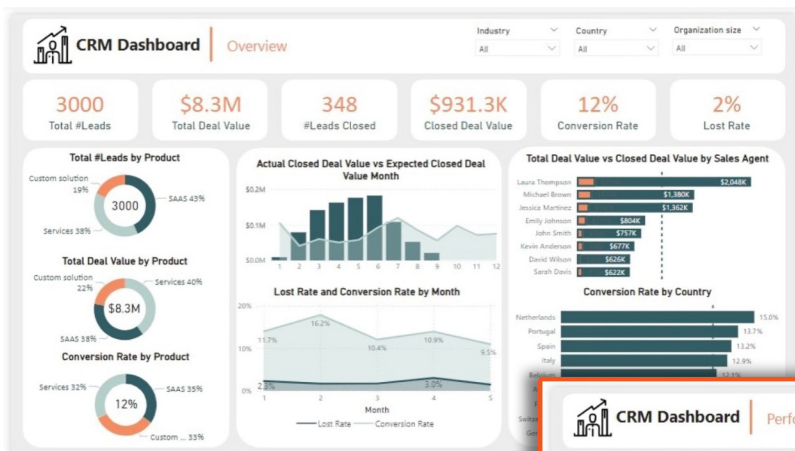 CRM Dashboard
Overview
Industry
All
Country
All
Organization size
All
3000
Total #Leads
$8.3M
Total Deal Value
348
#Leads Closed
$931.3K
Closed Deal Value
12%
Conversion Rate
2%
Lost Rate
Total #Leads by Product
Custom solution
19%
3000
SAAS 43%
Services 38%
Total Deal Value by Product
Custom solution
22%
Services 40%
$8.3M
SAAS 38%
Conversion Rate by Product
Services 32%
SAAS 35%
12%
Custom ... 33%
Actual Closed Deal Value vs Expected Closed Deal
Value Month
$0.2M
$0.1M
$0.0M
1 2 3 4 5 6 7 8 9 10 11 12
Lost Rate and Conversion Rate by Month
20%
16.2%
11.7%
10.4%
10.9%
9.5%
10%
3.0%
0%
1 2 3 4 5
Month
Lost Rate
Conversion Rate
Total Deal Value vs Closed Deal Value by Sales Agent
Laura Thompson $2,048K
Michael Brown $1,380K
Jessica Martinez $1,362K
Emily Johnson $804K
John Smith $757K
Kevin Anderson $677K
David Wilson $626K
Sarah Davis $622K
Conversion Rate by Country
Netherlands 15.0%
Portugal 13.7%
Spain 13.2%
Italy 12.9%
CRM Dashboard
Perfo